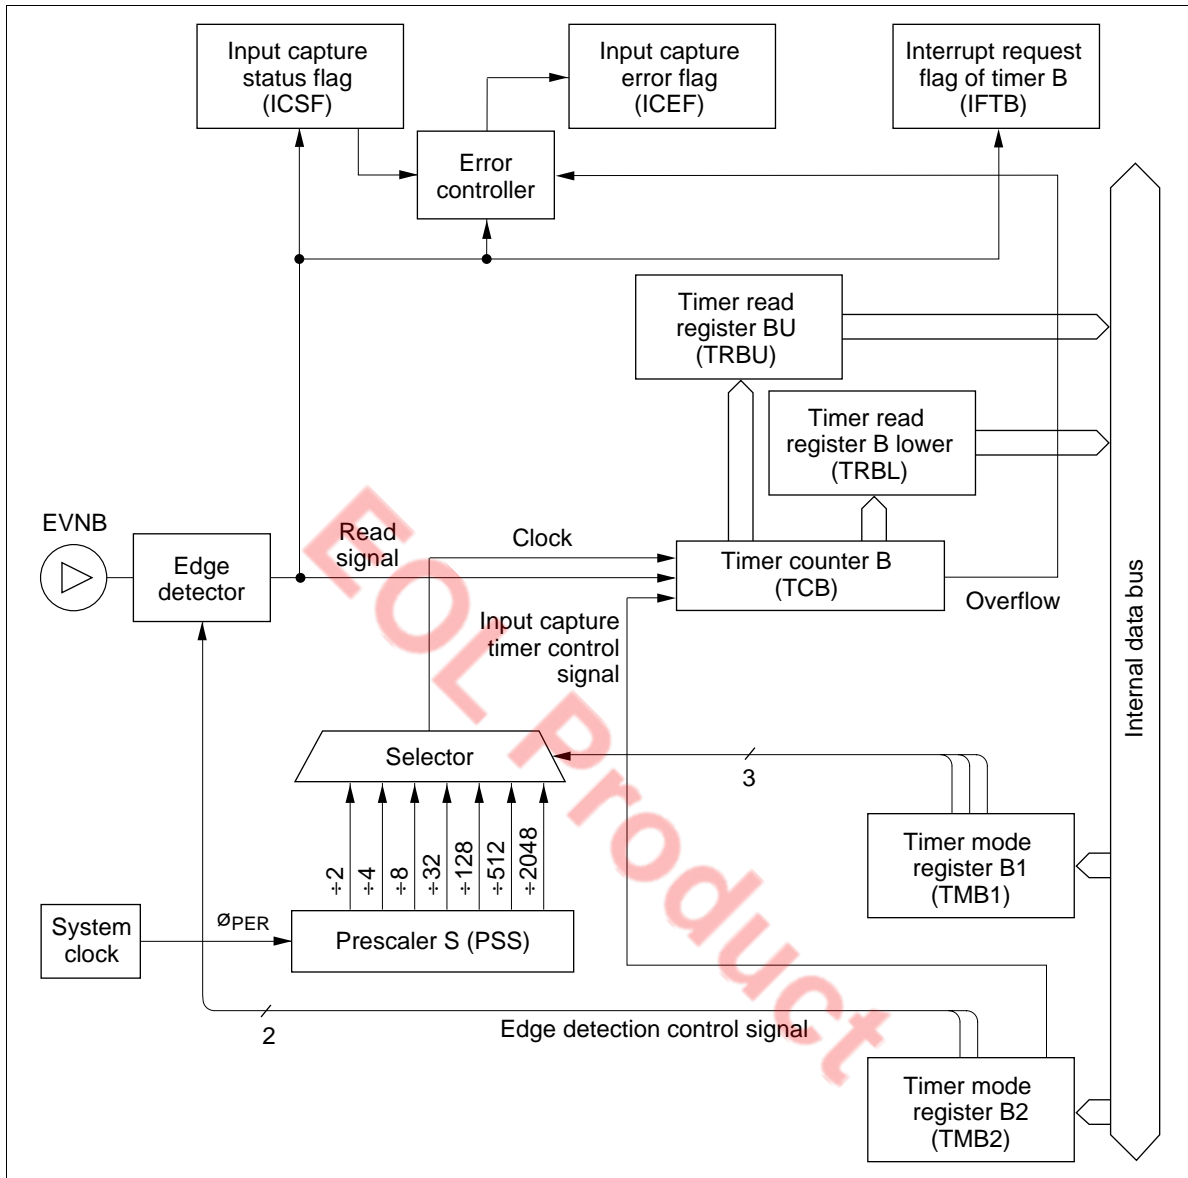 Input capture
status flag
(ICSF)
Input capture
error flag
(ICEF)
Interrupt request
flag of timer B
(IFTB)
Error
controller
Timer read
register BU
(TRBU)
Timer read
register B lower
(TRBL)
EVNB
Edge
detector
Read
signal
Clock
Timer counter B
(TCB)
Overflow
Input capture
timer control
signal
Internal data bus
Selector
3
÷2
÷4
÷8
÷32
÷128
÷512
÷2048
Timer mode
register B1
(TMB1)
System
clock
øPER
Prescaler S (PSS)
2
Edge detection control signal
Timer mode
register B2
(TMB2)
EOL Product